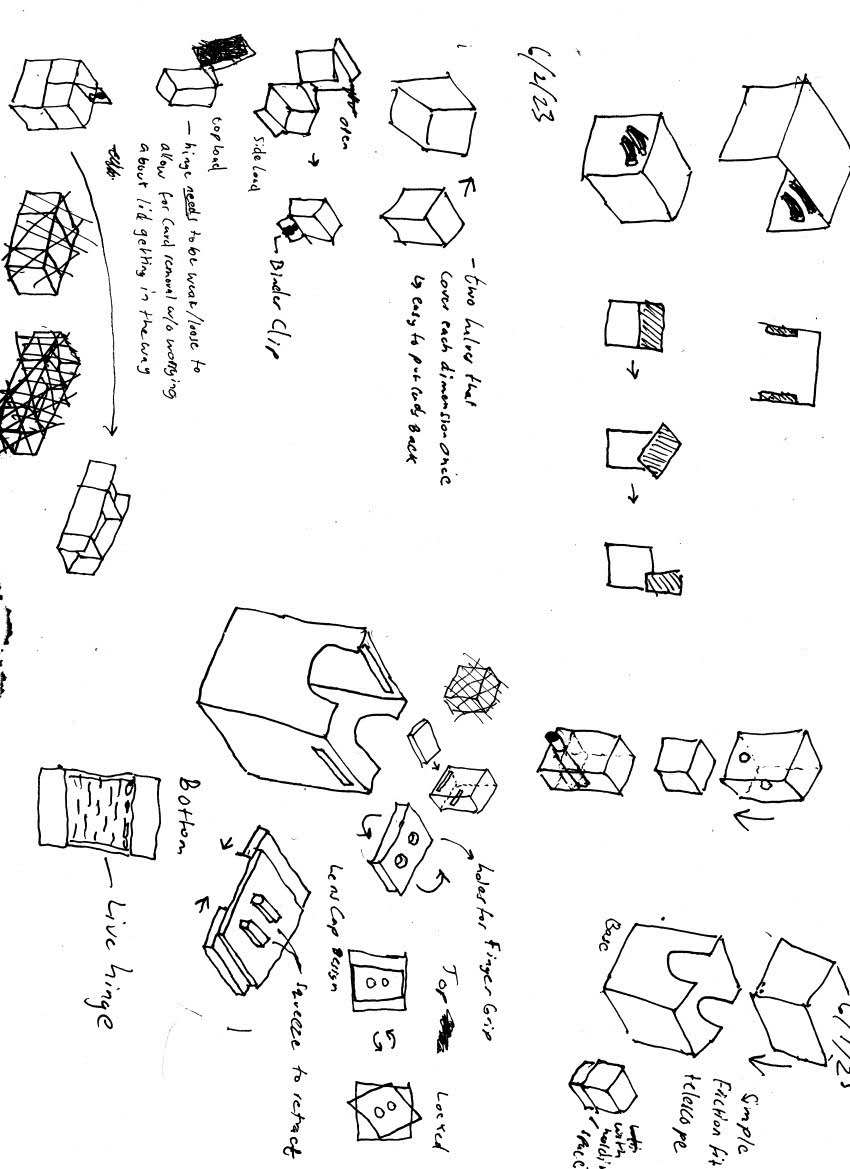 6/2/23
- two halves that
cover each dimension once
↳ easy to put cards back
open
Side load
Binder Clip
top load
- hinge needs to be weak/loose to
allow for card removal w/o worrying
about lid getting in the way
6/1/23
Simple
Friction fit
telescope
Base
with
holdin
space
holes for Finger Grip
Top
Locked
Lens Cap Design
squeeze to retract
Bottom
Live hinge